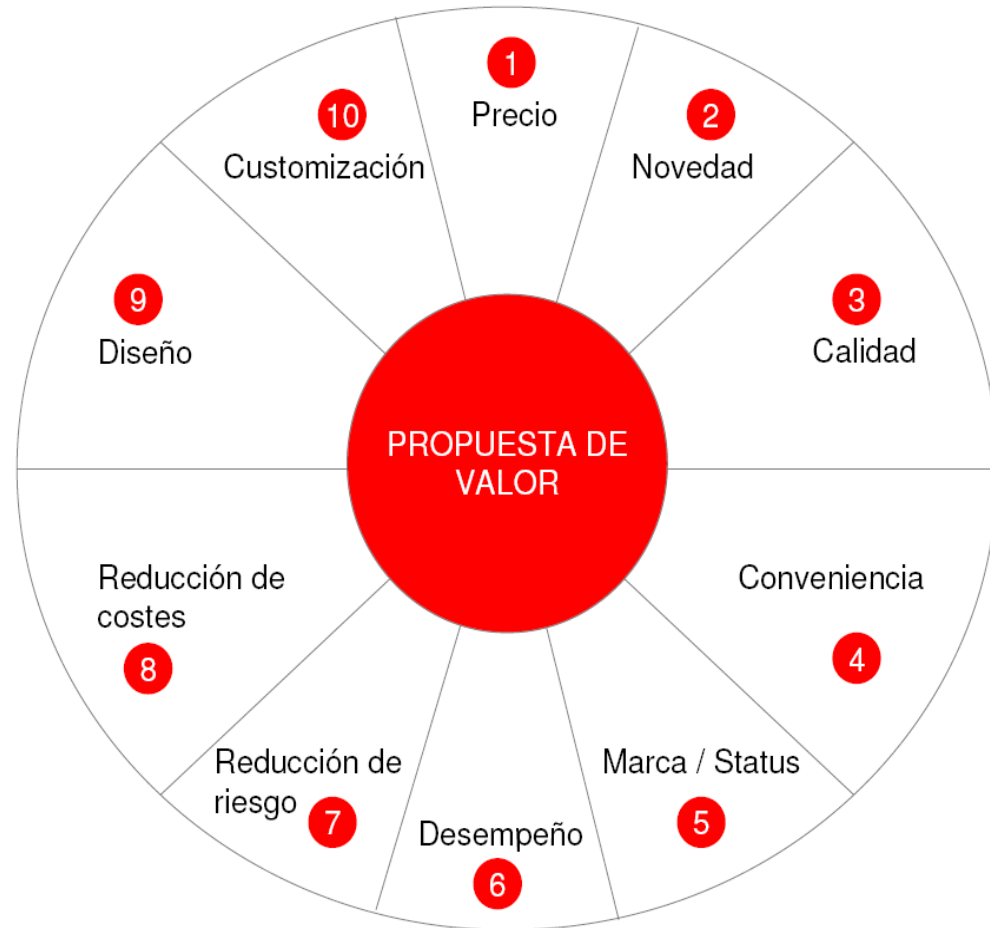 1
Precio
2
Novedad
3
Calidad
Conveniencia
4
Marca / Status
5
Desempeño
6
Reducción de
riesgo
7
Reducción de
costes
8
9
Diseño
10
Customización
PROPUESTA DE
VALOR